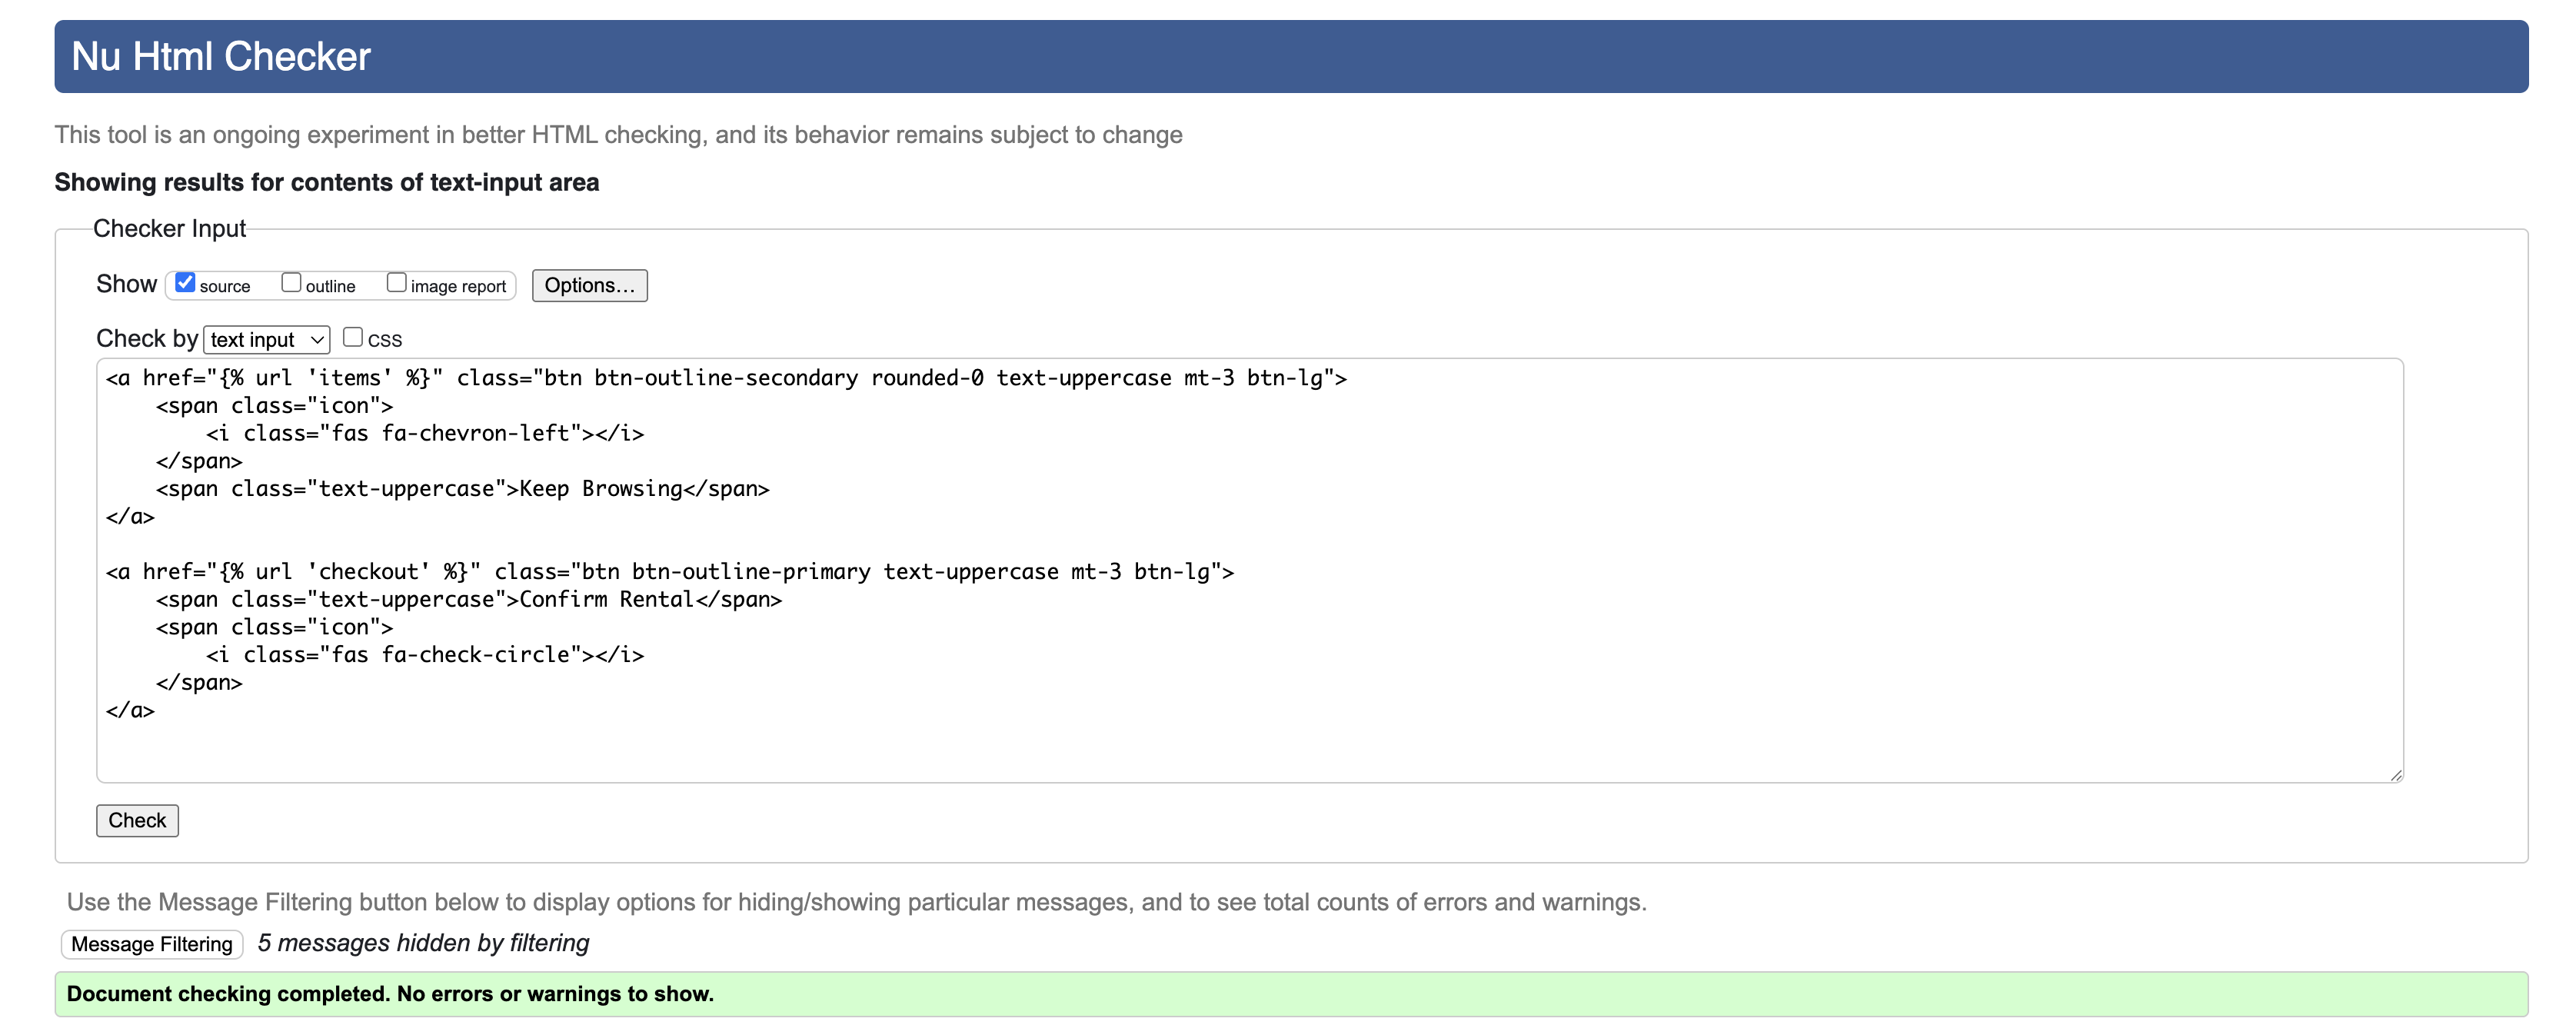 Nu Html Checker
This tool is an ongoing experiment in better HTML checking, and its behavior remains subject to change
Showing results for contents of text-input area
Checker Input
Show source outline image report Options...
Check by text input CSS
<a href="{% url 'items' %}" class="btn btn-outline-secondary rounded-0 text-uppercase mt-3 btn-lg">
    <span class="icon">
        <i class="fas fa-chevron-left"></i>
    </span>
    <span class="text-uppercase">Keep Browsing</span>
</a>
<a href="{% url 'checkout' %}" class="btn btn-outline-primary text-uppercase mt-3 btn-lg">
    <span class="text-uppercase">Confirm Rental</span>
    <span class="icon">
        <i class="fas fa-check-circle"></i>
    </span>
</a>
Check
Use the Message Filtering button below to display options for hiding/showing particular messages, and to see total counts of errors and warnings.
Message Filtering 5 messages hidden by filtering
Document checking completed. No errors or warnings to show.